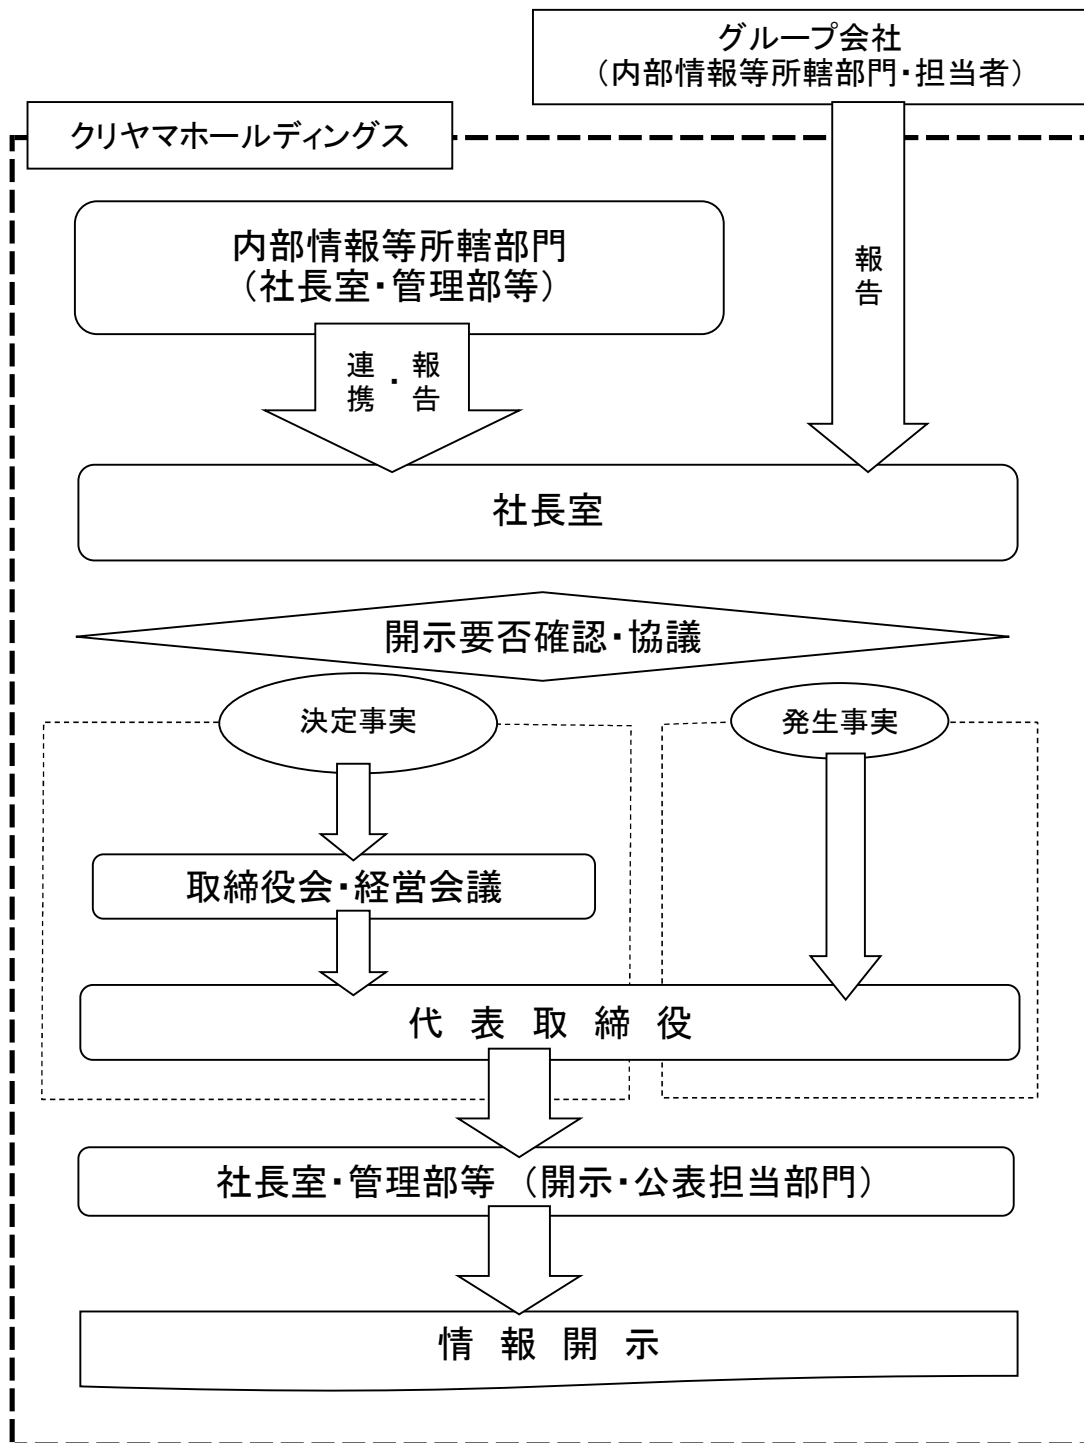 グループ会社
（内部情報等所轄部門・担当者）
クリヤマホールディングス
内部情報等所轄部門
（社長室・管理部等）
報告
連携・報告
社長室
開示要否確認・協議
決定事実
発生事実
取締役会・経営会議
代 表 取 締 役
社長室・管理部等 （開示・公表担当部門）
情 報 開 示